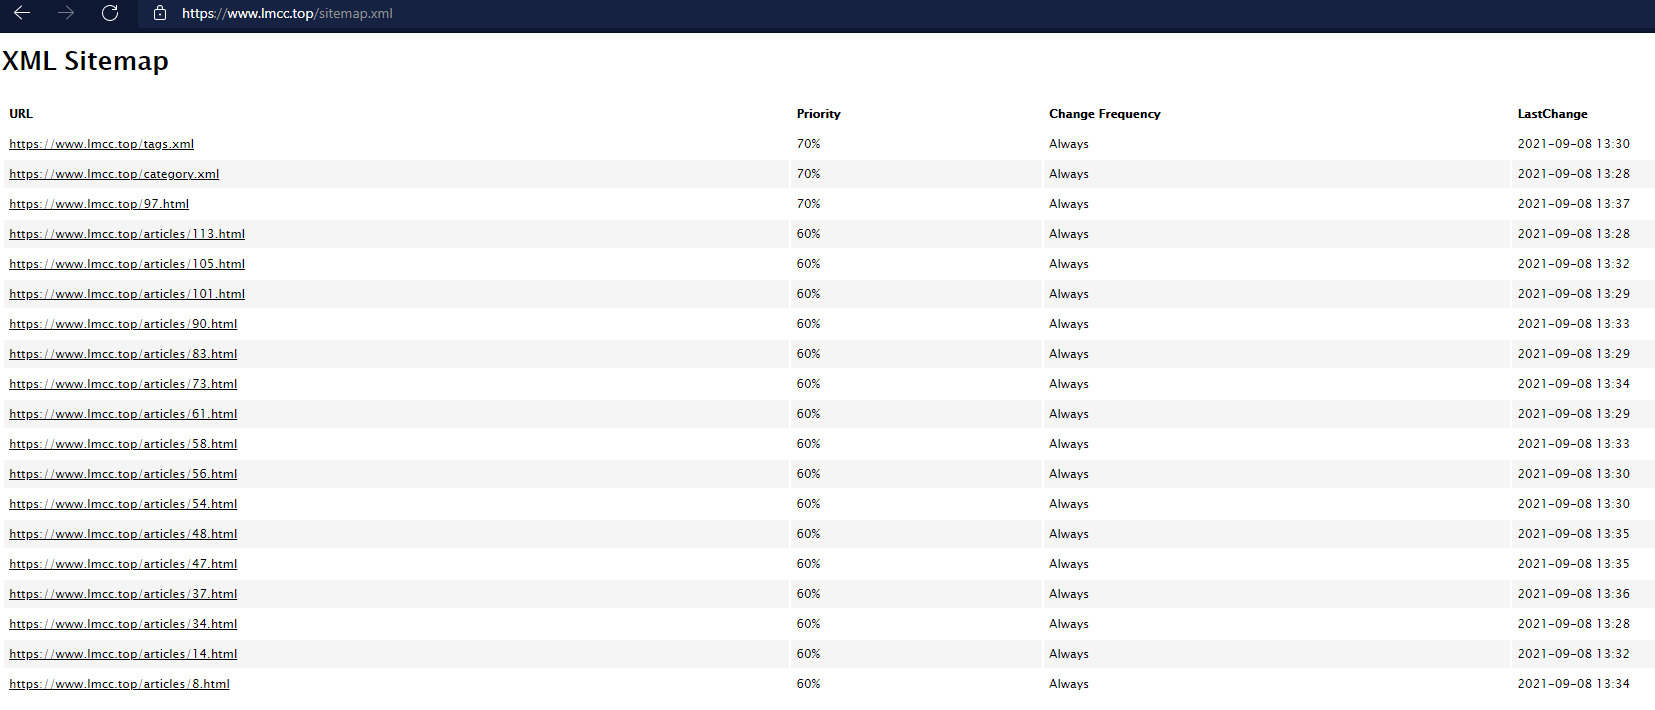 https://www.lmcc.top/sitemap.xml
XML Sitemap
URL Priority Change Frequency LastChange
https://www.lmcc.top/tags.xml 70% Always 2021-09-08 13:30
https://www.lmcc.top/category.xml 70% Always 2021-09-08 13:28
https://www.lmcc.top/97.html 70% Always 2021-09-08 13:37
https://www.lmcc.top/articles/113.html 60% Always 2021-09-08 13:28
https://www.lmcc.top/articles/105.html 60% Always 2021-09-08 13:32
https://www.lmcc.top/articles/101.html 60% Always 2021-09-08 13:29
https://www.lmcc.top/articles/90.html 60% Always 2021-09-08 13:33
https://www.lmcc.top/articles/83.html 60% Always 2021-09-08 13:29
https://www.lmcc.top/articles/73.html 60% Always 2021-09-08 13:34
https://www.lmcc.top/articles/61.html 60% Always 2021-09-08 13:29
https://www.lmcc.top/articles/58.html 60% Always 2021-09-08 13:33
https://www.lmcc.top/articles/56.html 60% Always 2021-09-08 13:30
https://www.lmcc.top/articles/54.html 60% Always 2021-09-08 13:30
https://www.lmcc.top/articles/48.html 60% Always 2021-09-08 13:35
https://www.lmcc.top/articles/47.html 60% Always 2021-09-08 13:35
https://www.lmcc.top/articles/37.html 60% Always 2021-09-08 13:36
https://www.lmcc.top/articles/34.html 60% Always 2021-09-08 13:28
https://www.lmcc.top/articles/14.html 60% Always 2021-09-08 13:32
https://www.lmcc.top/articles/8.html 60% Always 2021-09-08 13:34